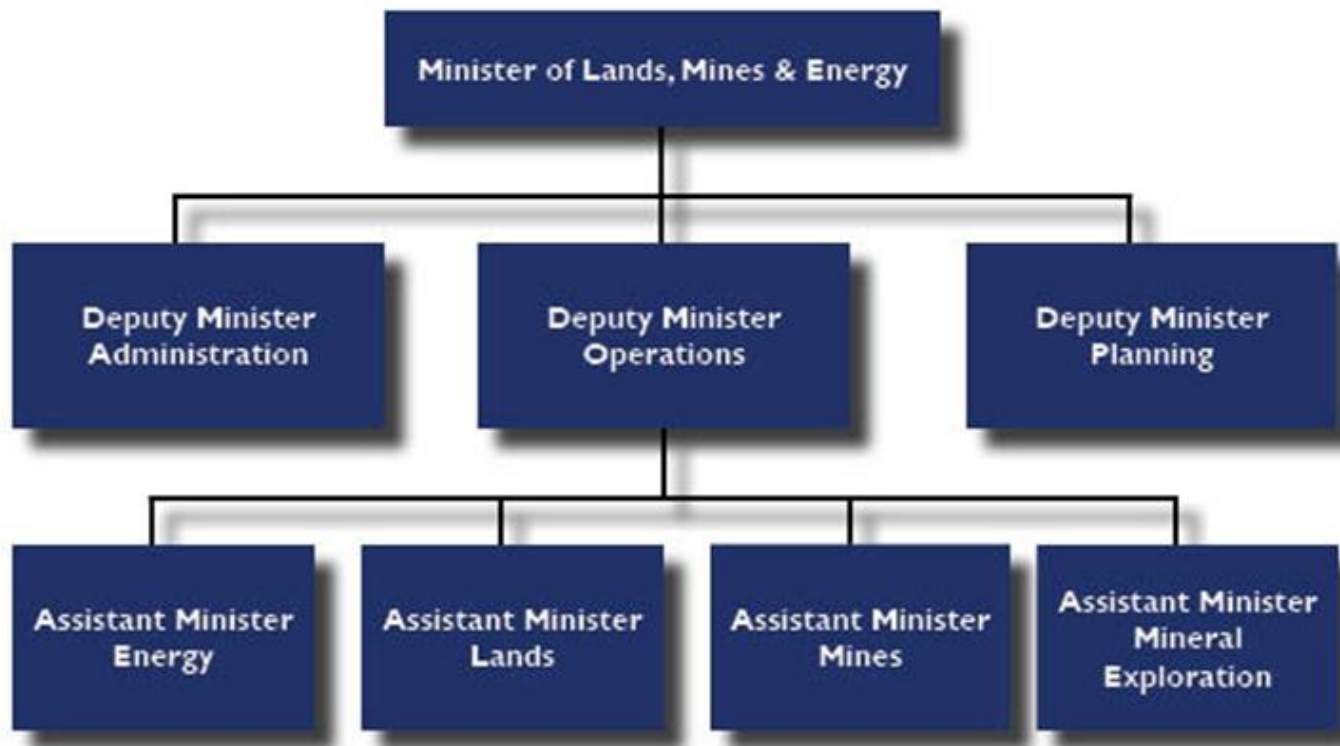 Minister of Lands, Mines & Energy
Deputy Minister
Administration
Deputy Minister
Operations
Deputy Minister
Planning
Assistant Minister
Energy
Assistant Minister
Lands
Assistant Minister
Mines
Assistant Minister
Mineral
Exploration